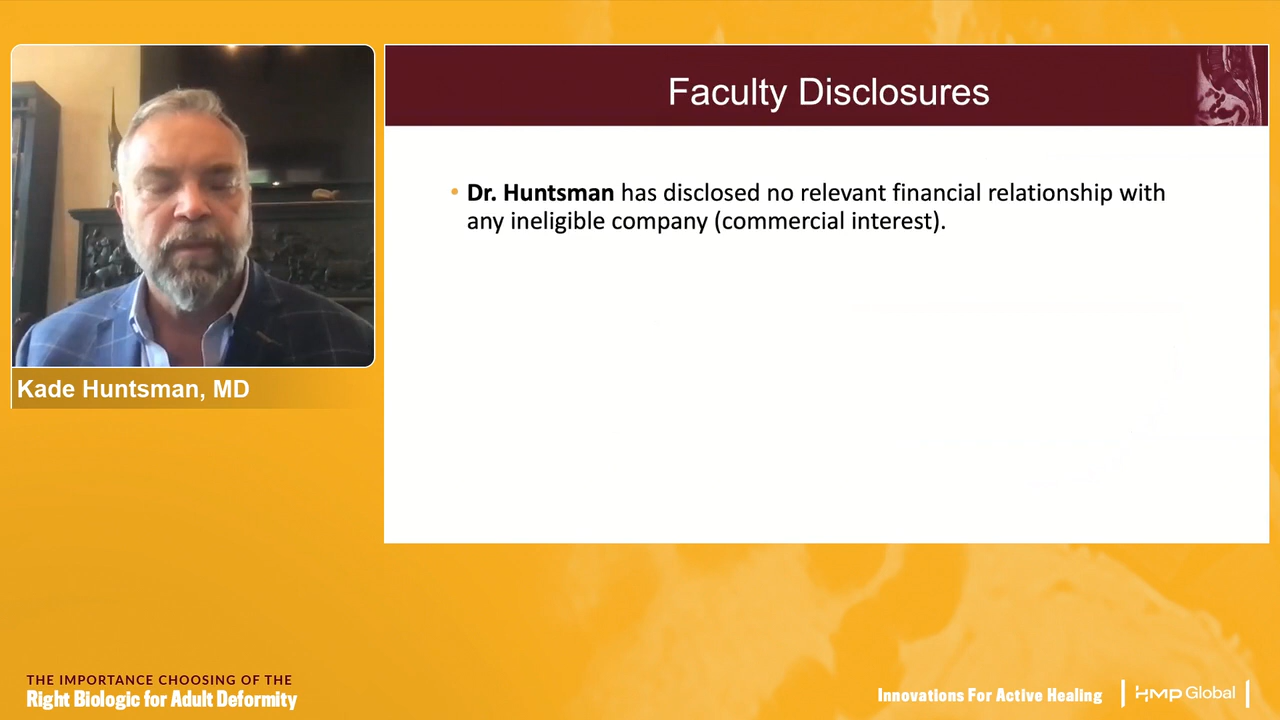 Faculty Disclosures
• Dr. Huntsman has disclosed no relevant financial relationship with
any ineligible company (commercial interest).
Kade Huntsman, MD
THE IMPORTANCE CHOOSING OF THE
Right Biologic for Adult Deformity
Innovations For Active Healing
HMP Global